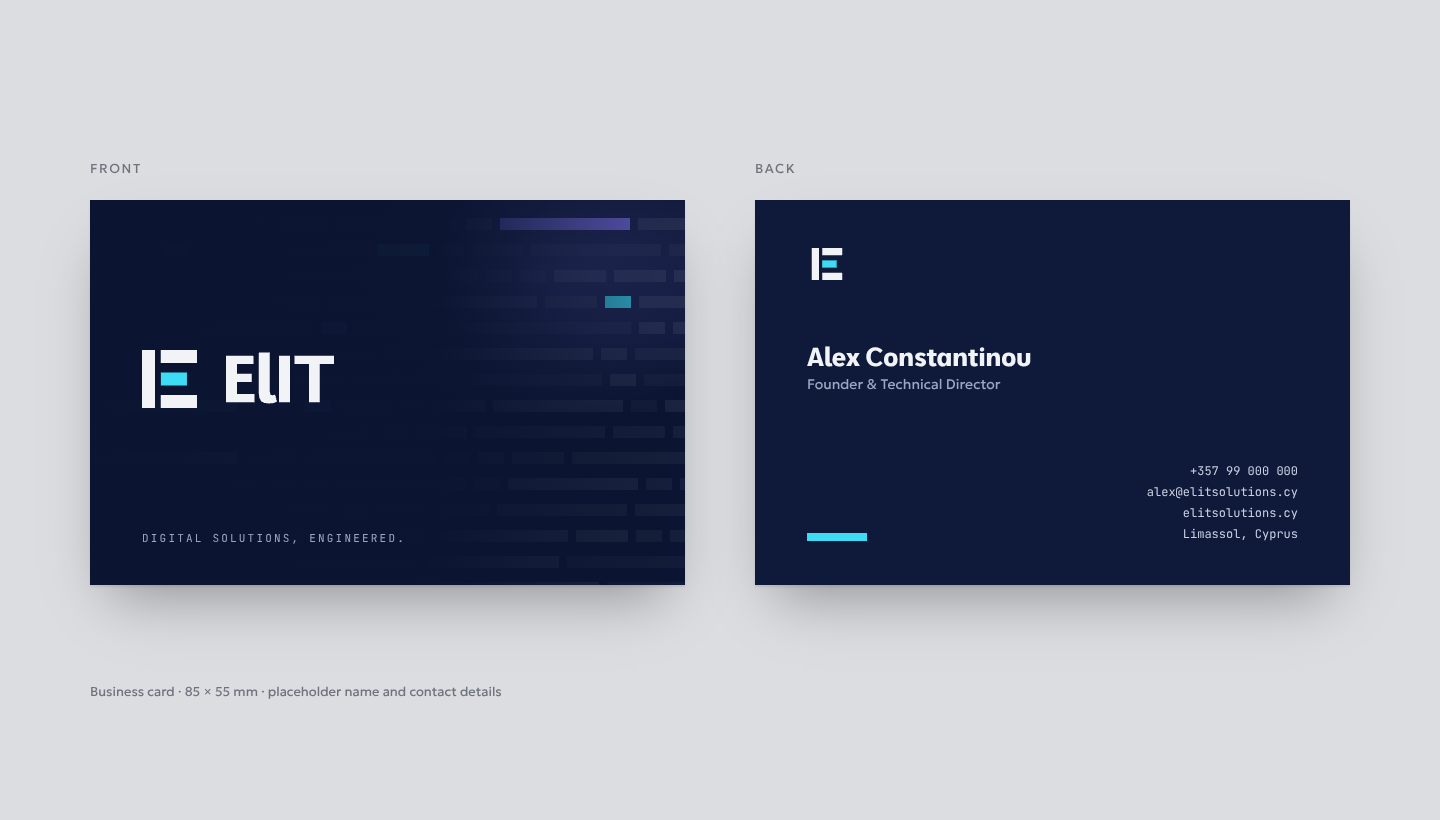 FRONT
ElIT
DIGITAL SOLUTIONS, ENGINEERED.
BACK
Alex Constantinou
Founder & Technical Director
+357 99 000 000
alex@elitsolutions.cy
elitsolutions.cy
Limassol, Cyprus
Business card · 85 × 55 mm · placeholder name and contact details